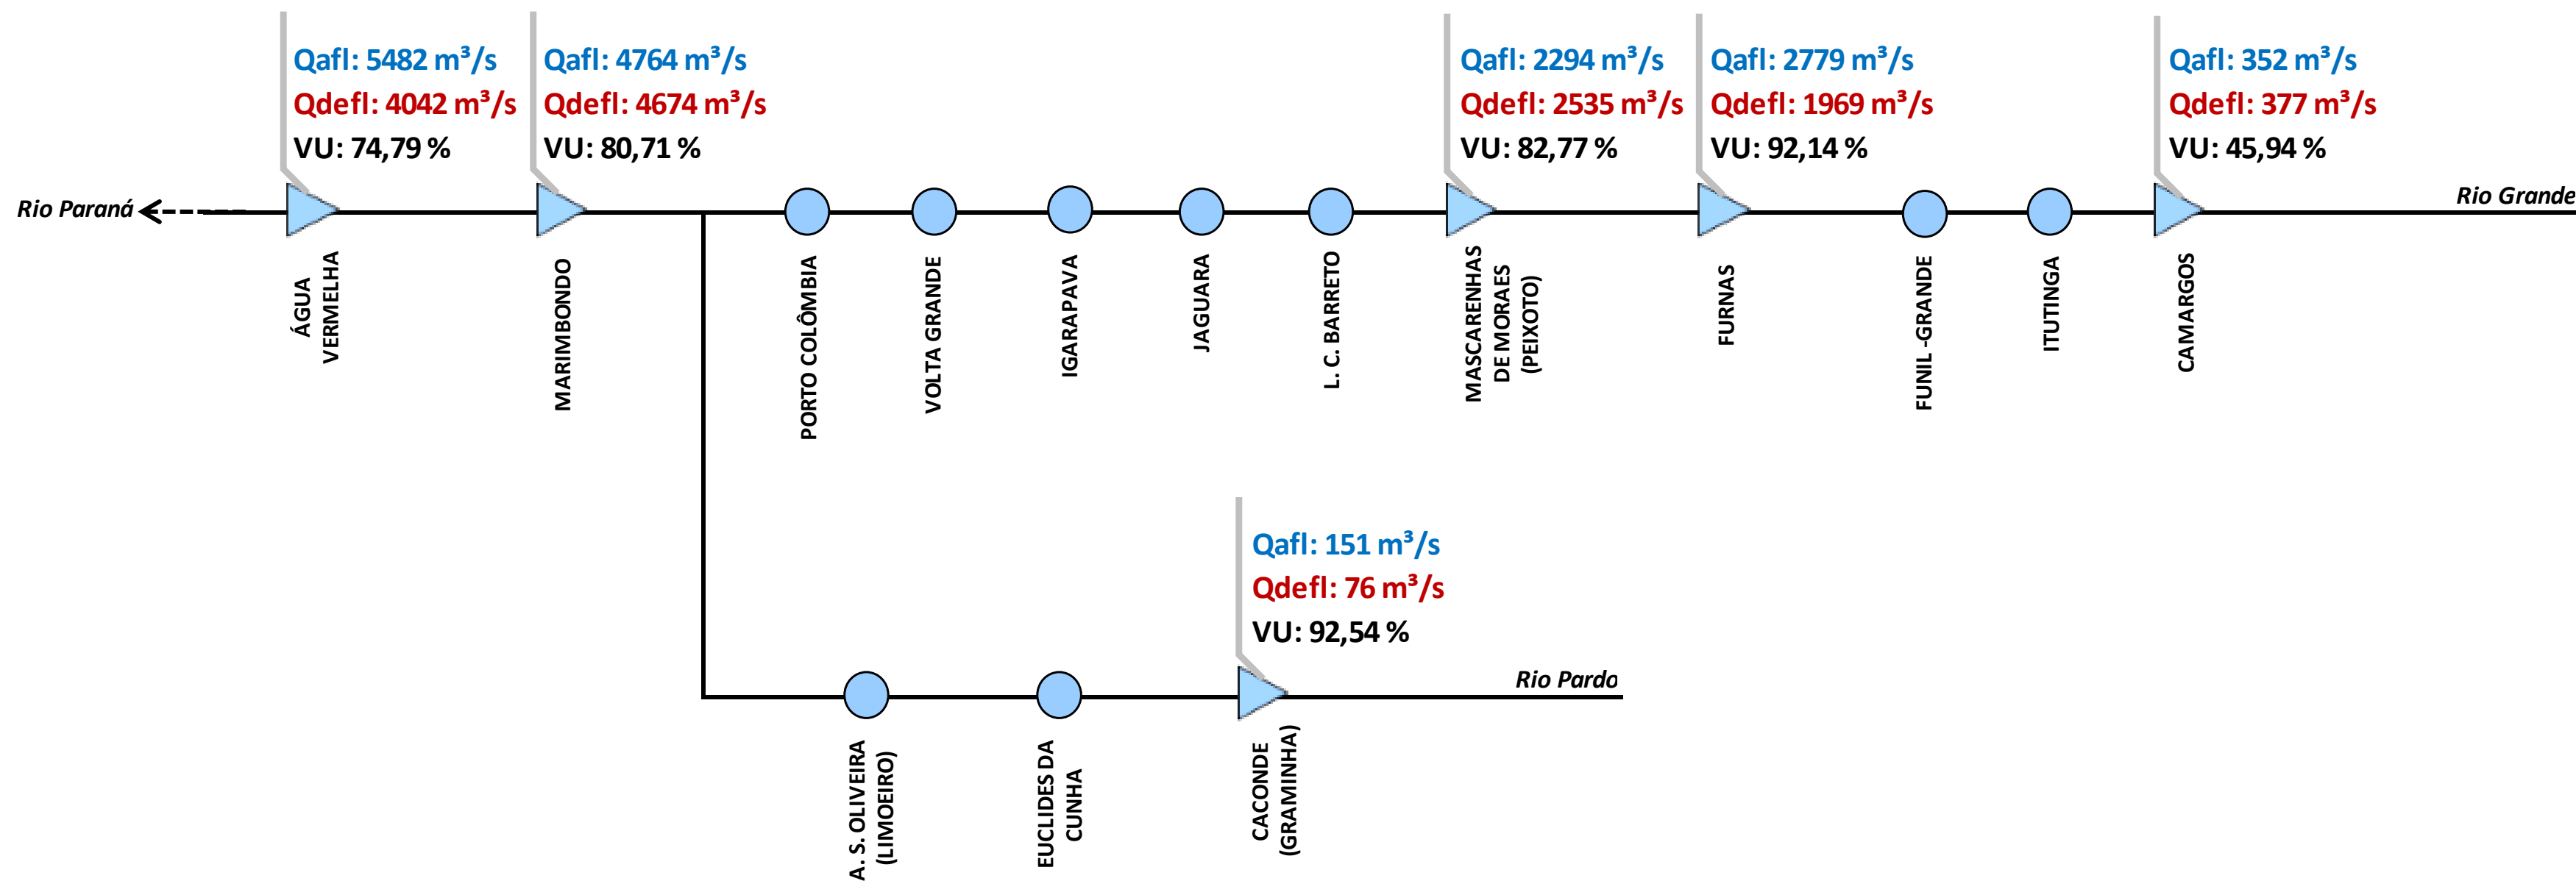 Qafl: 5482 m³/s
Qdefl: 4042 m³/s
VU: 74,79 %
Qafl: 4764 m³/s
Qdefl: 4674 m³/s
VU: 80,71 %
Qafl: 2294 m³/s
Qdefl: 2535 m³/s
VU: 82,77 %
Qafl: 2779 m³/s
Qdefl: 1969 m³/s
VU: 92,14 %
Qafl: 352 m³/s
Qdefl: 377 m³/s
VU: 45,94 %
Rio Paraná
Rio Grande
ÁGUA
VERMELHA
MARIMBONDO
PORTO COLÔMBIA
VOLTA GRANDE
IGARAPAVA
JAGUARA
L. C. BARRETO
MASCARENHAS
DE MORAES
(PEIXOTO)
FURNAS
FUNIL -GRANDE
ITUTINGA
CAMARGOS
Qafl: 151 m³/s
Qdefl: 76 m³/s
VU: 92,54 %
Rio Pardo
A. S. OLIVEIRA
(LIMOEIRO)
EUCLIDES DA
CUNHA
CACONDE
(GRAMINHA)